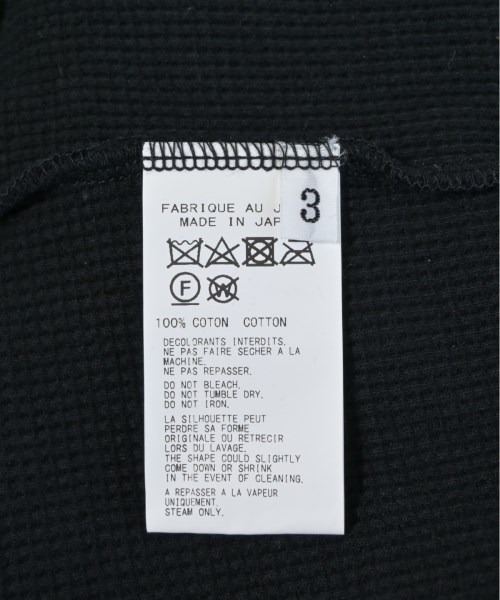 FABRIQUE AU J
MADE IN JAP
3
F
W
100% COTON COTTON
DECOLORANTS INTERDITS.
NE PAS FAIRE SECHER A LA
MACHINE.
NE PAS REPASSER.
DO NOT BLEACH.
DO NOT TUMBLE DRY.
DO NOT IRON.
LA SILHOUETTE PEUT
PERDRE SA FORME
ORIGINALE OU RETRECIR
LORS DU LAVAGE.
THE SHAPE COULD SLIGHTLY
COME DOWN OR SHRINK
IN THE EVENT OF CLEANING.
A REPASSER A LA VAPEUR
UNIQUEMENT.
STEAM ONLY.